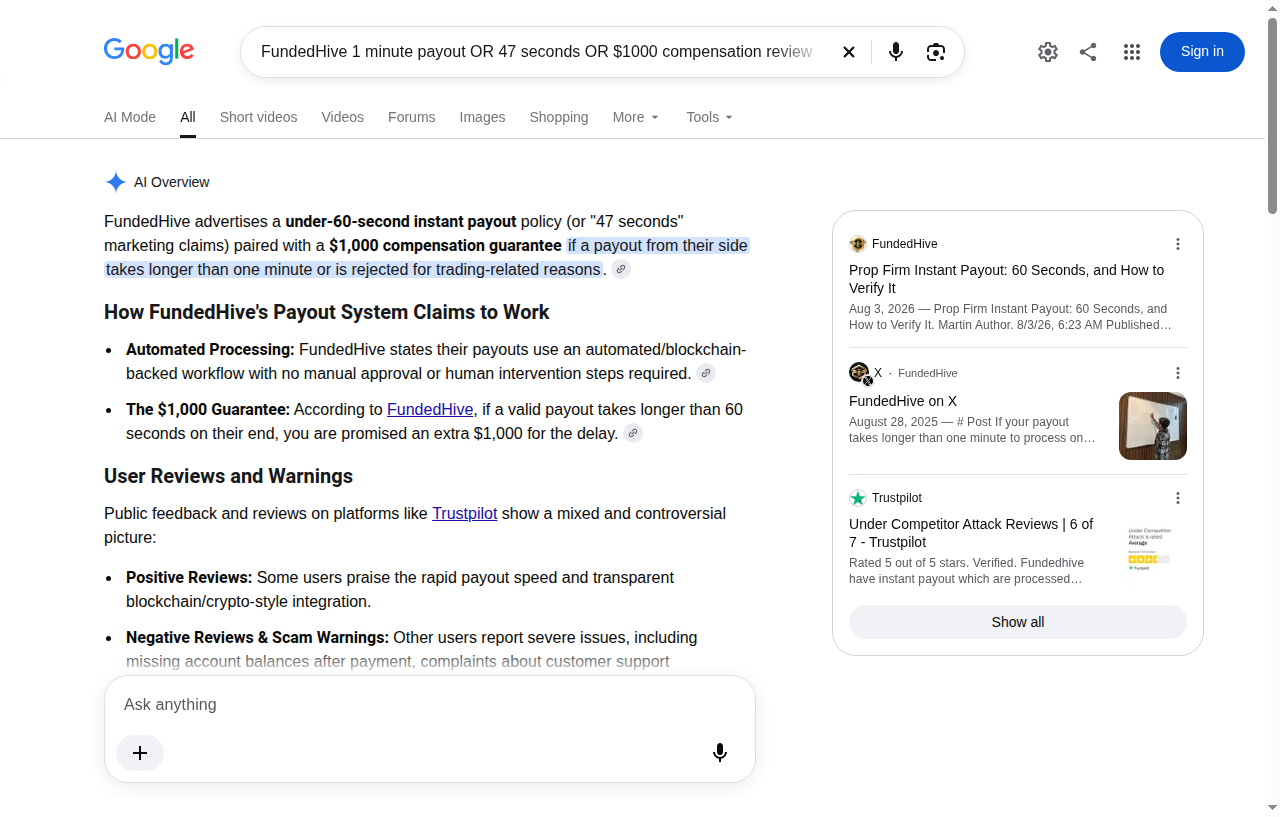 Google
FundedHive 1 minute payout OR 47 seconds OR $1000 compensation review
Sign in
AI Mode
All
Short videos
Videos
Forums
Images
Shopping
More
Tools
AI Overview
FundedHive advertises a under-60-second instant payout policy (or "47 seconds"
marketing claims) paired with a $1,000 compensation guarantee if a payout from their side
takes longer than one minute or is rejected for trading-related reasons.
How FundedHive's Payout System Claims to Work
• Automated Processing: FundedHive states their payouts use an automated/blockchain-
backed workflow with no manual approval or human intervention steps required.
• The $1,000 Guarantee: According to FundedHive, if a valid payout takes longer than 60
seconds on their end, you are promised an extra $1,000 for the delay.
User Reviews and Warnings
Public feedback and reviews on platforms like Trustpilot show a mixed and controversial
picture:
• Positive Reviews: Some users praise the rapid payout speed and transparent
blockchain/crypto-style integration.
• Negative Reviews & Scam Warnings: Other users report severe issues, including
missing account balances after payment, complaints about customer support
Ask anything
FundedHive
Prop Firm Instant Payout: 60 Seconds, and How to
Verify It
Aug 3, 2026 — Prop Firm Instant Payout: 60 Seconds, and
How to Verify It. Martin Author. 8/3/26, 6:23 AM Published…
X · FundedHive
FundedHive on X
August 28, 2025 — # Post If your payout
takes longer than one minute to process on…
Trustpilot
Under Competitor Attack Reviews | 6 of
7 - Trustpilot
Rated 5 out of 5 stars. Verified. Fundedhive
have instant payout which are processed…
Under Competitor
Attack is rated
Average
Trustpilot
Show all